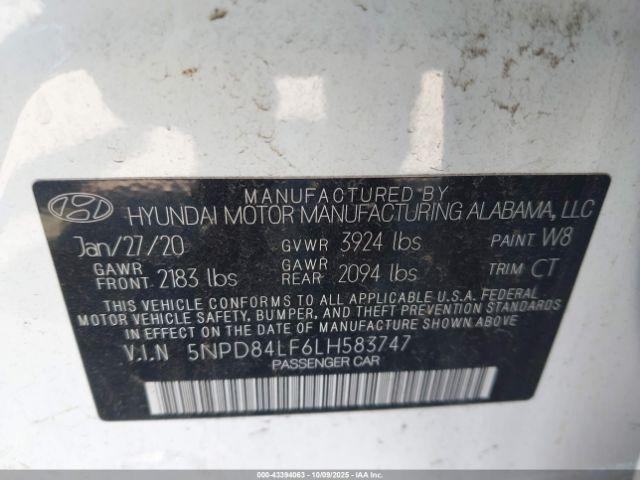 MANUFACTURED BY
HYUNDAI MOTOR MANUFACTURING ALABAMA, LLC
Jan/27/20 GVWR 3924 lbs PAINT W8
GAWR FRONT 2183 lbs GAWR REAR 2094 lbs TRIM CT
THIS VEHICLE CONFORMS TO ALL APPLICABLE U.S.A. FEDERAL
MOTOR VEHICLE SAFETY, BUMPER, AND THEFT PREVENTION STANDARDS
IN EFFECT ON THE DATE OF MANUFACTURE SHOWN ABOVE.
V.I.N 5NPD84LF6LH583747
PASSENGER CAR
000-43394063 | 10/09/2025 | IAA, Inc.